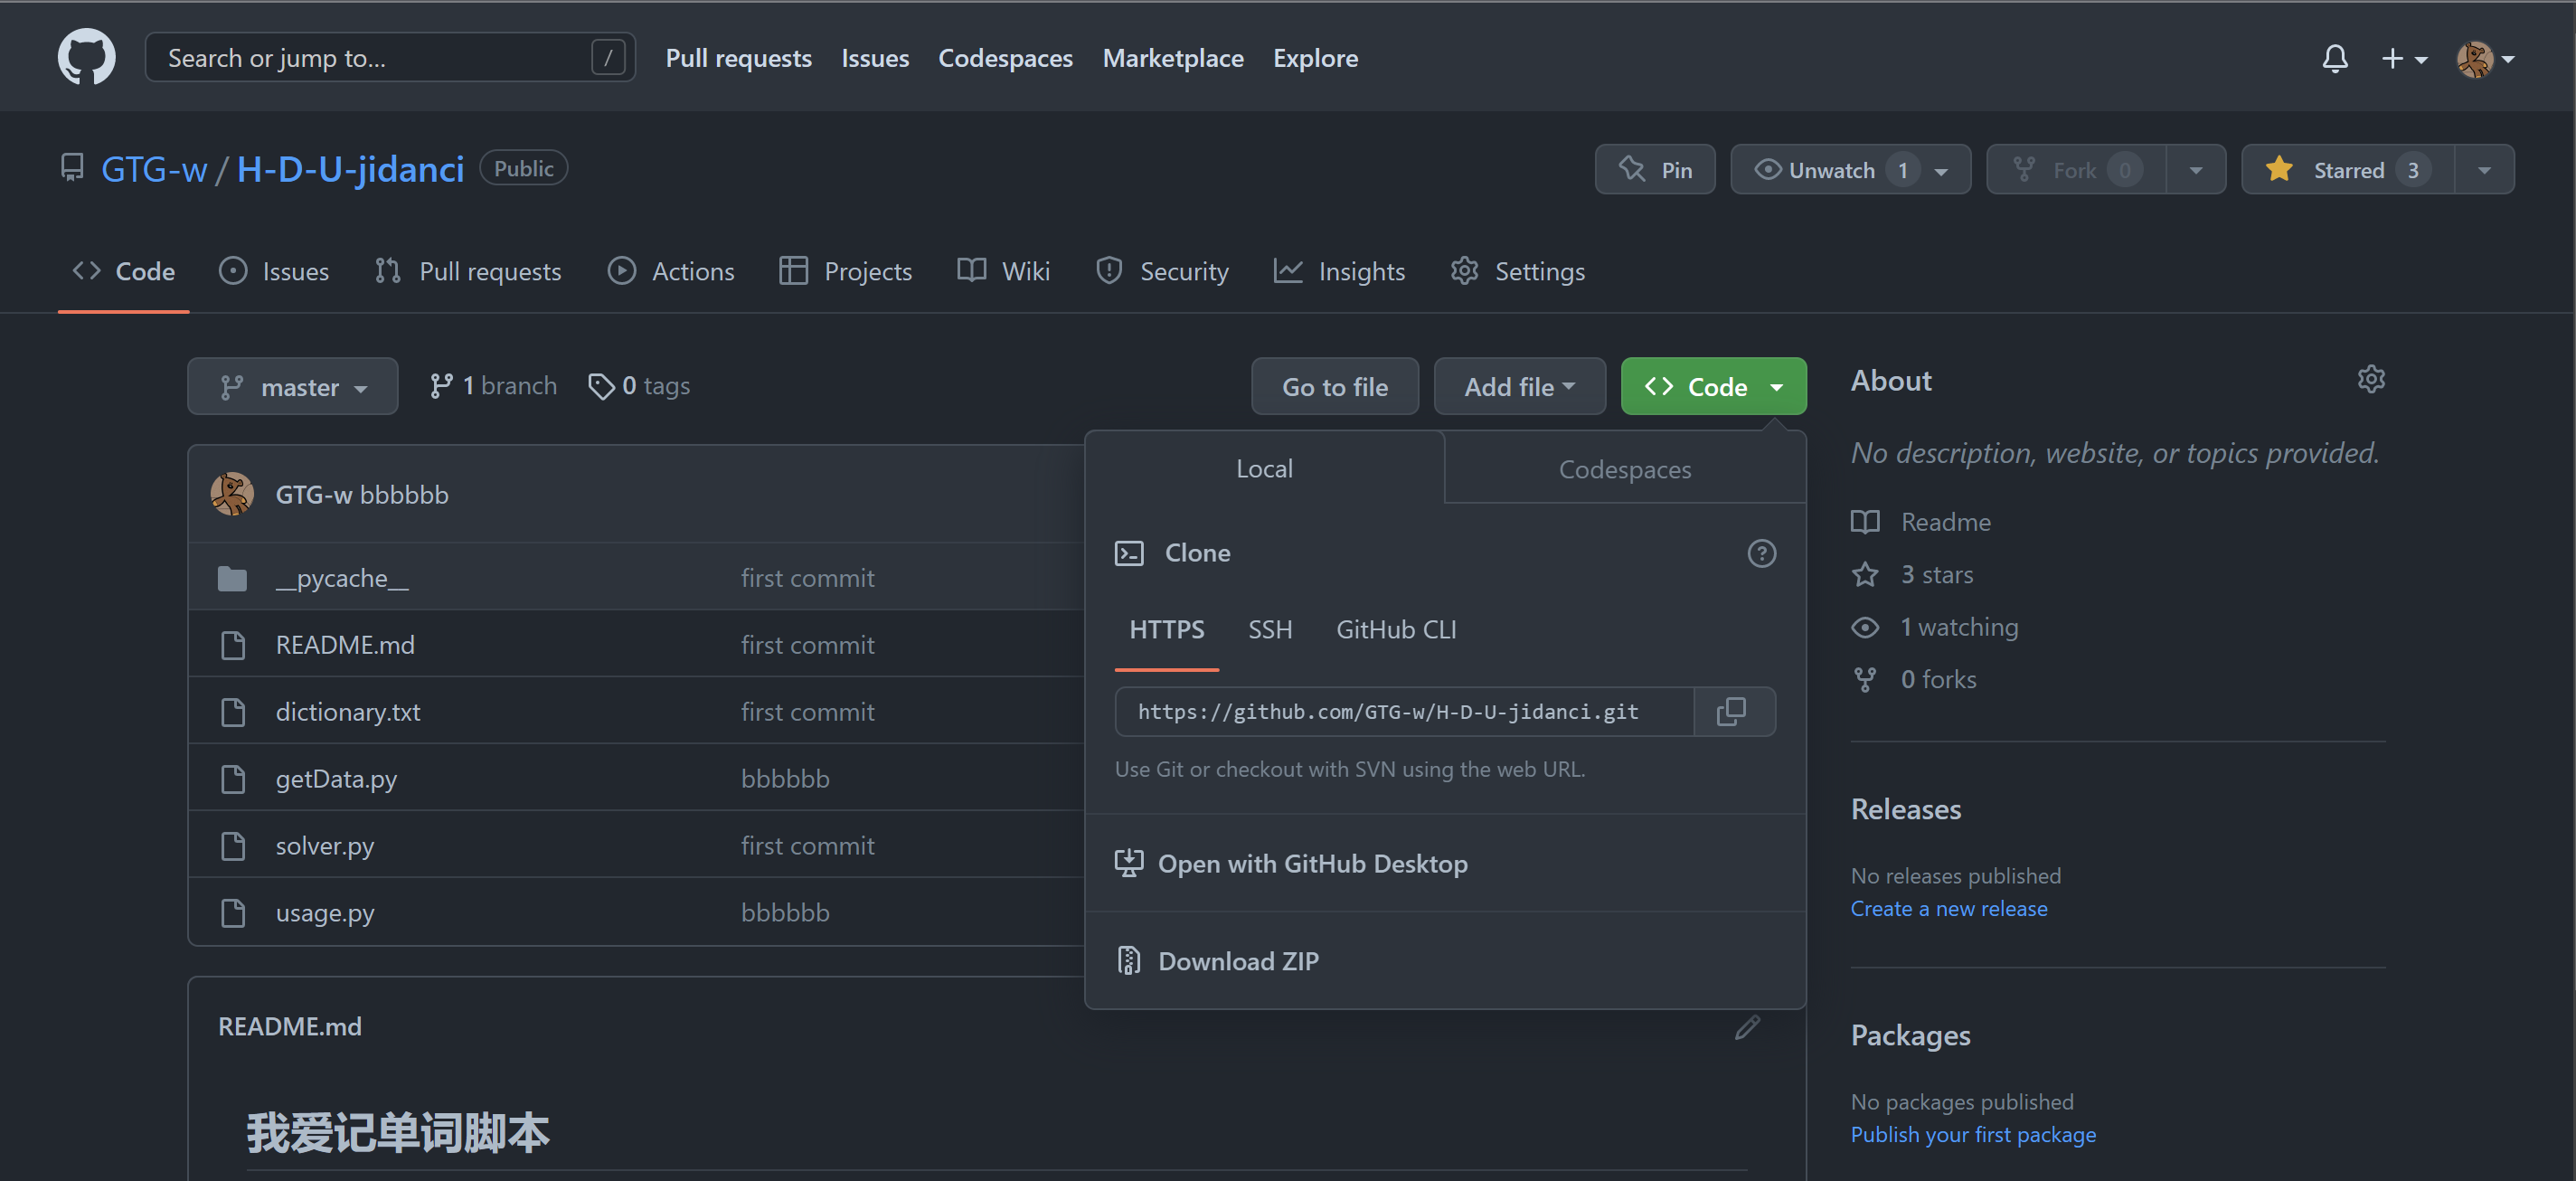 Search or jump to...
/
Pull requests
Issues
Codespaces
Marketplace
Explore
GTG-w / H-D-U-jidanci
Public
Pin
Unwatch 1
Fork 0
Starred 3
Code
Issues
Pull requests
Actions
Projects
Wiki
Security
Insights
Settings
master
1 branch
0 tags
Go to file
Add file
Code
GTG-w bbbbbb
__pycache__
first commit
README.md
first commit
dictionary.txt
first commit
getData.py
bbbbbb
solver.py
first commit
usage.py
bbbbbb
Local
Codespaces
Clone
HTTPS
SSH
GitHub CLI
https://github.com/GTG-w/H-D-U-jidanci.git
Use Git or checkout with SVN using the web URL.
Open with GitHub Desktop
Download ZIP
README.md
我爱记单词脚本
About
No description, website, or topics provided.
Readme
3 stars
1 watching
0 forks
Releases
No releases published
Create a new release
Packages
No packages published
Publish your first package